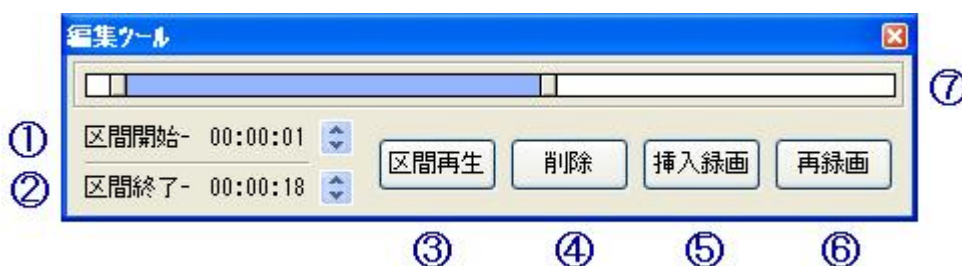 編集ツール
⑦
① 区間開始- 00:00:01
② 区間終了- 00:00:18
区間再生 削除 挿入録画 再録画
③ ④ ⑤ ⑥